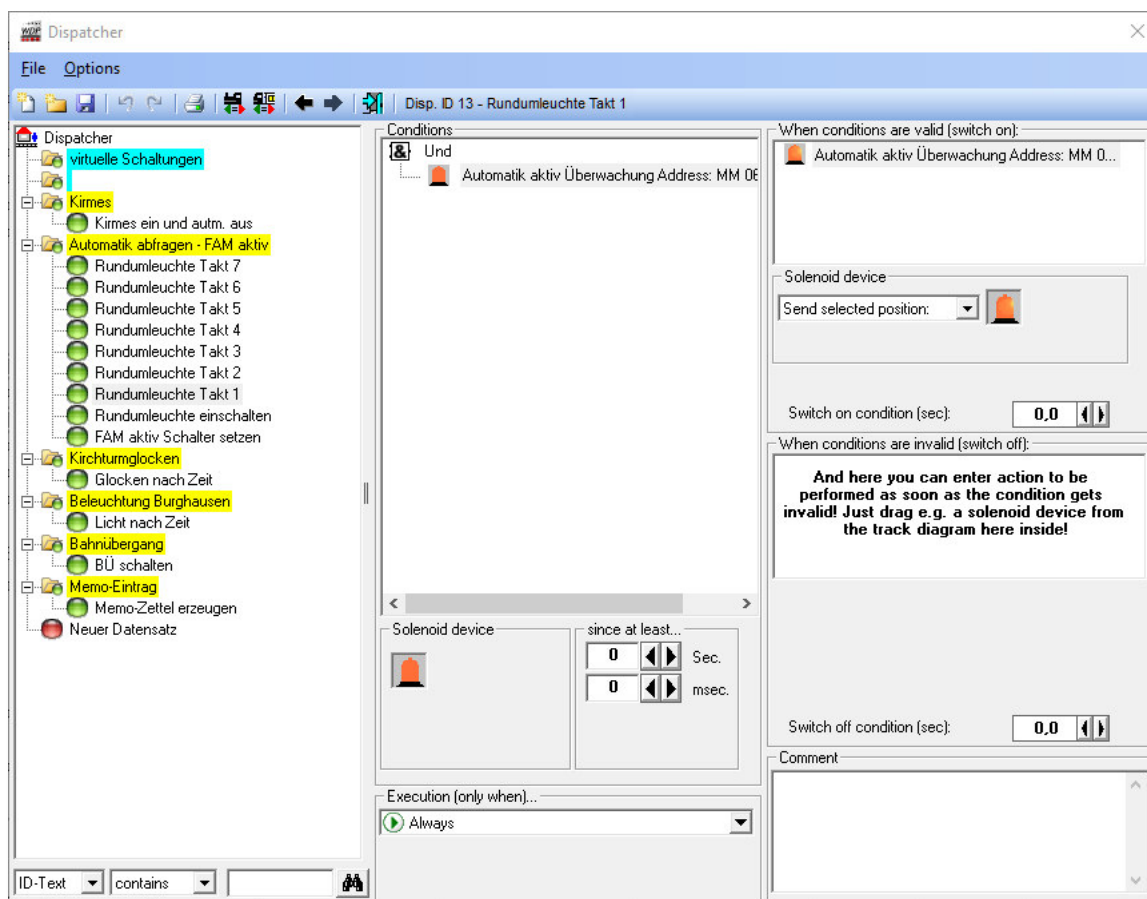 Dispatcher
File Options
Disp. ID 13 - Rundumleuchte Takt 1
Dispatcher
virtuelle Schaltungen
Kirmes
Kirmes ein und autm. aus
Automatik abfragen - FAM aktiv
Rundumleuchte Takt 7
Rundumleuchte Takt 6
Rundumleuchte Takt 5
Rundumleuchte Takt 4
Rundumleuchte Takt 3
Rundumleuchte Takt 2
Rundumleuchte Takt 1
Rundumleuchte einschalten
FAM aktiv Schalter setzen
Kirchturmglocken
Glocken nach Zeit
Beleuchtung Burghausen
Licht nach Zeit
Bahnübergang
BÜ schalten
Memo-Eintrag
Memo-Zettel erzeugen
Neuer Datensatz
ID-Text contains
Conditions
& Und
Automatik aktiv Überwachung Address: MM 06
Solenoid device
since at least...
0 Sec.
0 msec.
Execution (only when)...
Always
When conditions are valid (switch on):
Automatik aktiv Überwachung Address: MM 0...
Solenoid device
Send selected position:
Switch on condition (sec): 0,0
When conditions are invalid (switch off):
And here you can enter action to be
performed as soon as the condition gets
invalid! Just drag e.g. a solenoid device from
the track diagram here inside!
Switch off condition (sec): 0,0
Comment